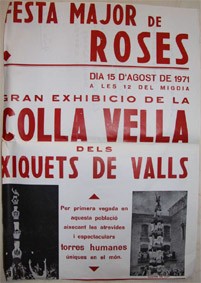 FESTA MAJOR DE
ROSES
DIA 15 D'AGOST DE 1971
A LES 12 DEL MIGDIA
GRAN EXHIBICIO DE LA
COLLA VELLA
DELS
XIQUETS DE VALLS
Per primera vegada en
aquesta població
aixecant les atrevides
i espectaculars
torres humanes
úniques en el món.